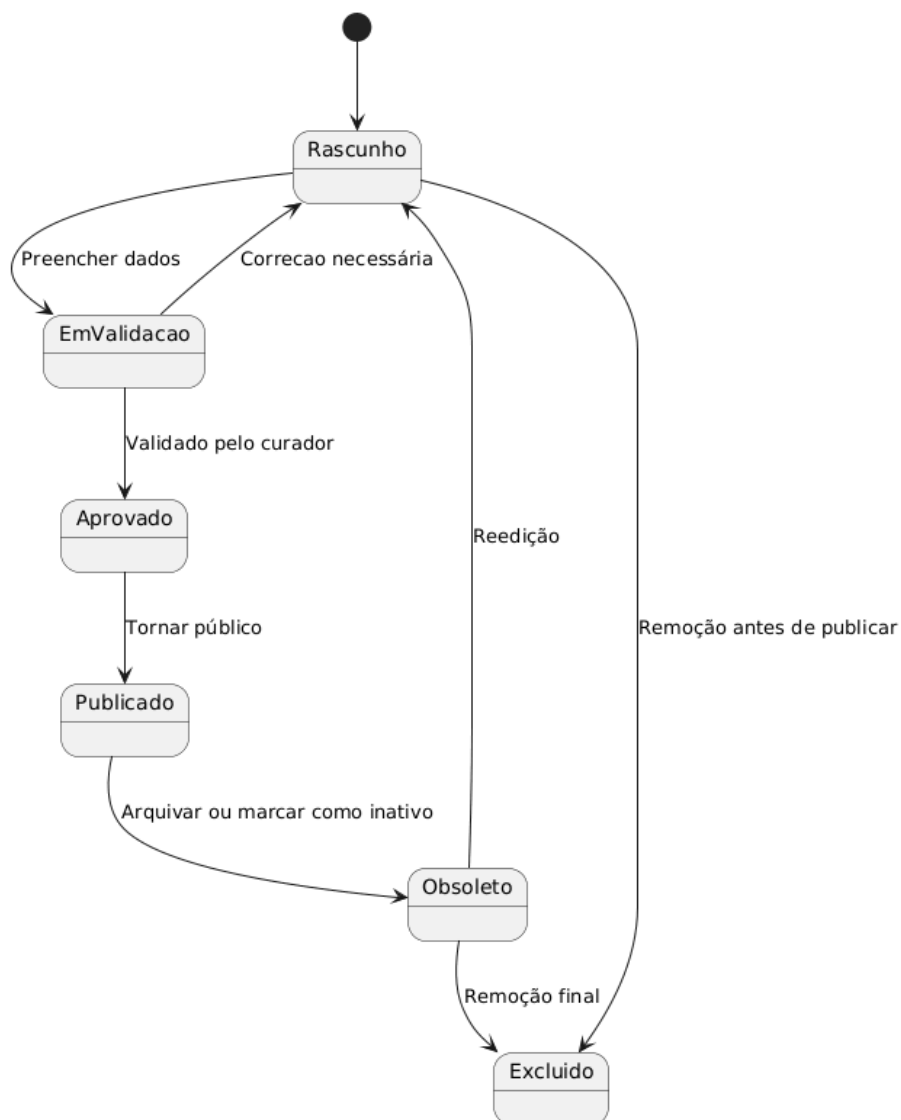 Rascunho
Preencher dados
Correcao necessária
EmValidacao
Validado pelo curador
Aprovado
Reedição
Tornar público
Remoção antes de publicar
Publicado
Arquivar ou marcar como inativo
Obsoleto
Remoção final
Excluido